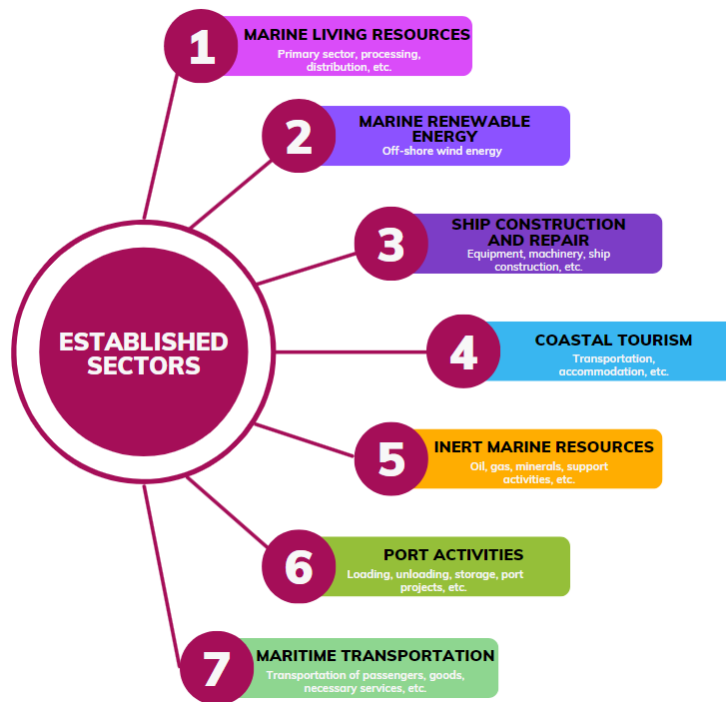 1
MARINE LIVING RESOURCES
Primary sector, processing,
distribution, etc.
2
MARINE RENEWABLE
ENERGY
Off-shore wind energy
3
SHIP CONSTRUCTION
AND REPAIR
Equipment, machinery, ship
construction, etc.
ESTABLISHED
SECTORS
4
COASTAL TOURISM
Transportation,
accommodation, etc.
5
INERT MARINE RESOURCES
Oil, gas, minerals, support
activities, etc.
6
PORT ACTIVITIES
Loading, unloading, storage, port
projects, etc.
7
MARITIME TRANSPORTATION
Transportation of passengers, goods,
necessary services, etc.